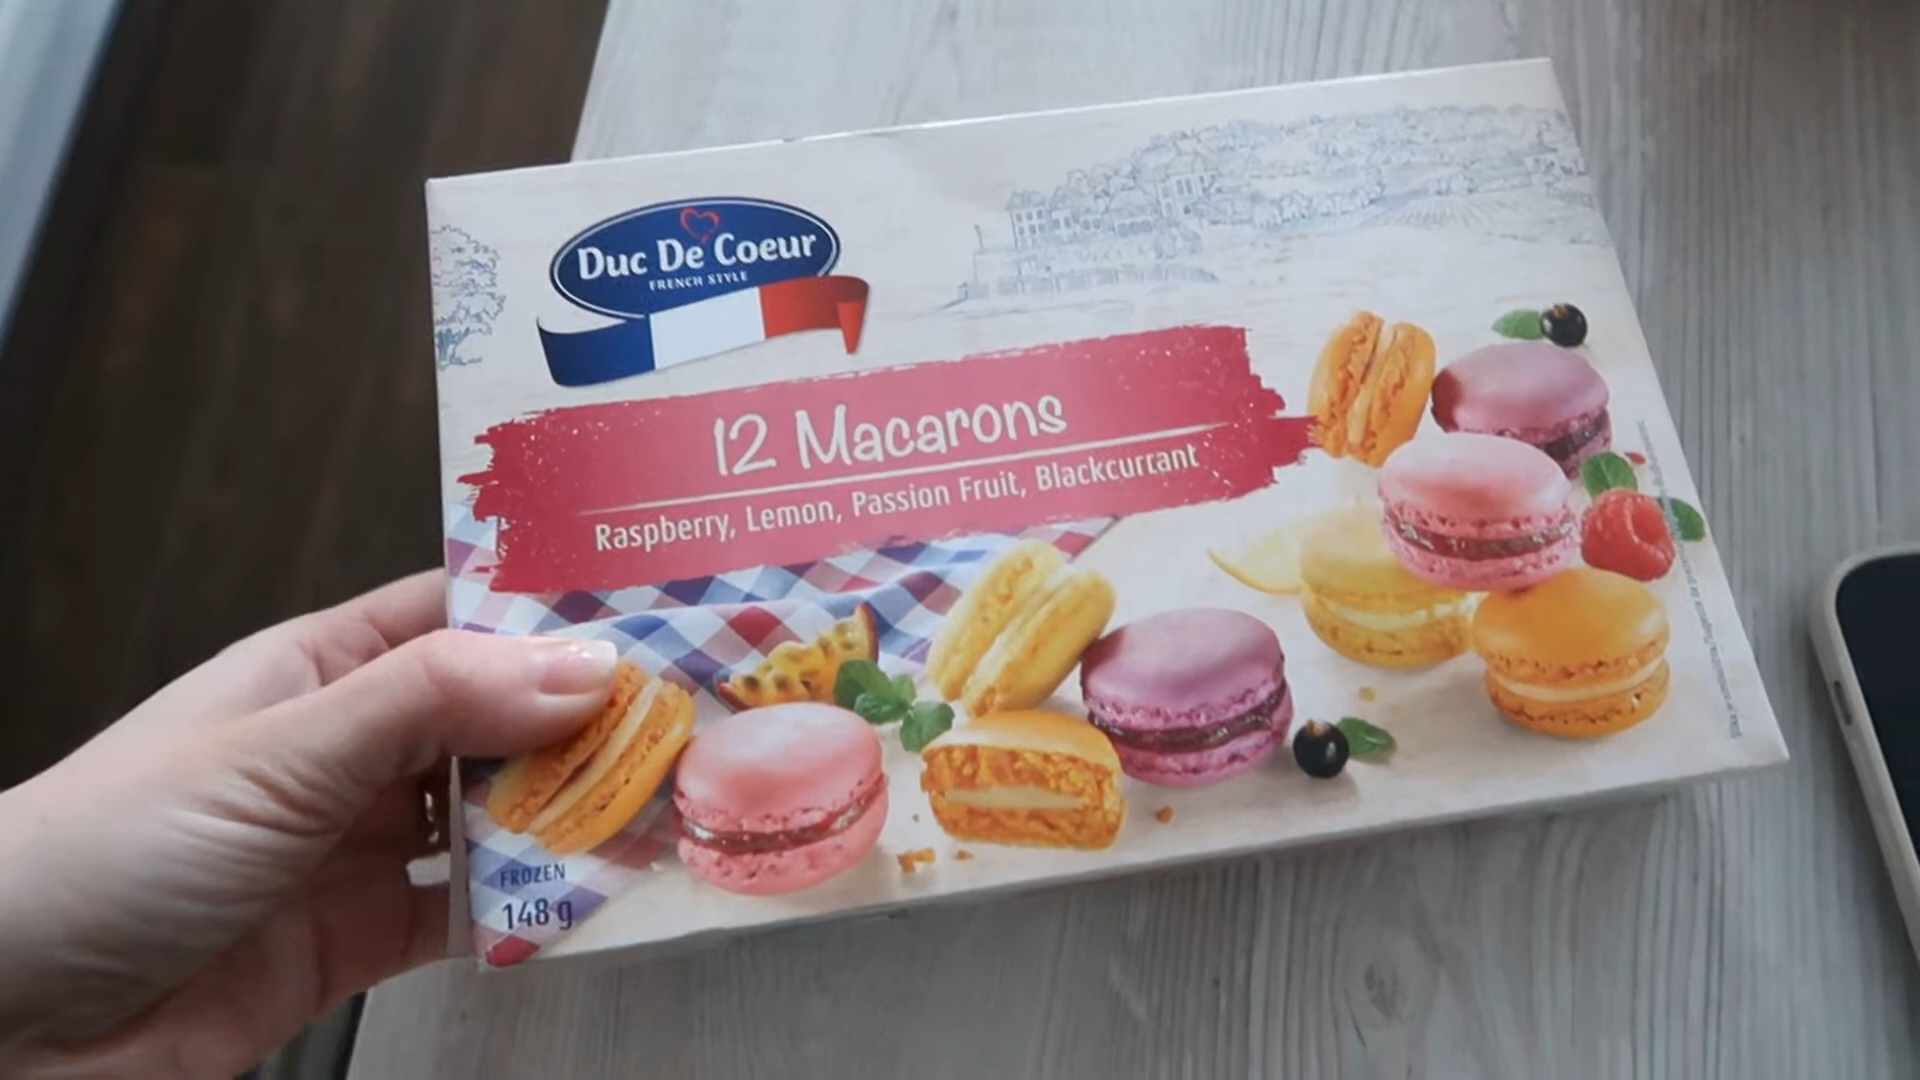 Duc De Coeur
FRENCH STYLE
12 Macarons
Raspberry, Lemon, Passion Fruit, Blackcurrant
FROZEN
148 g